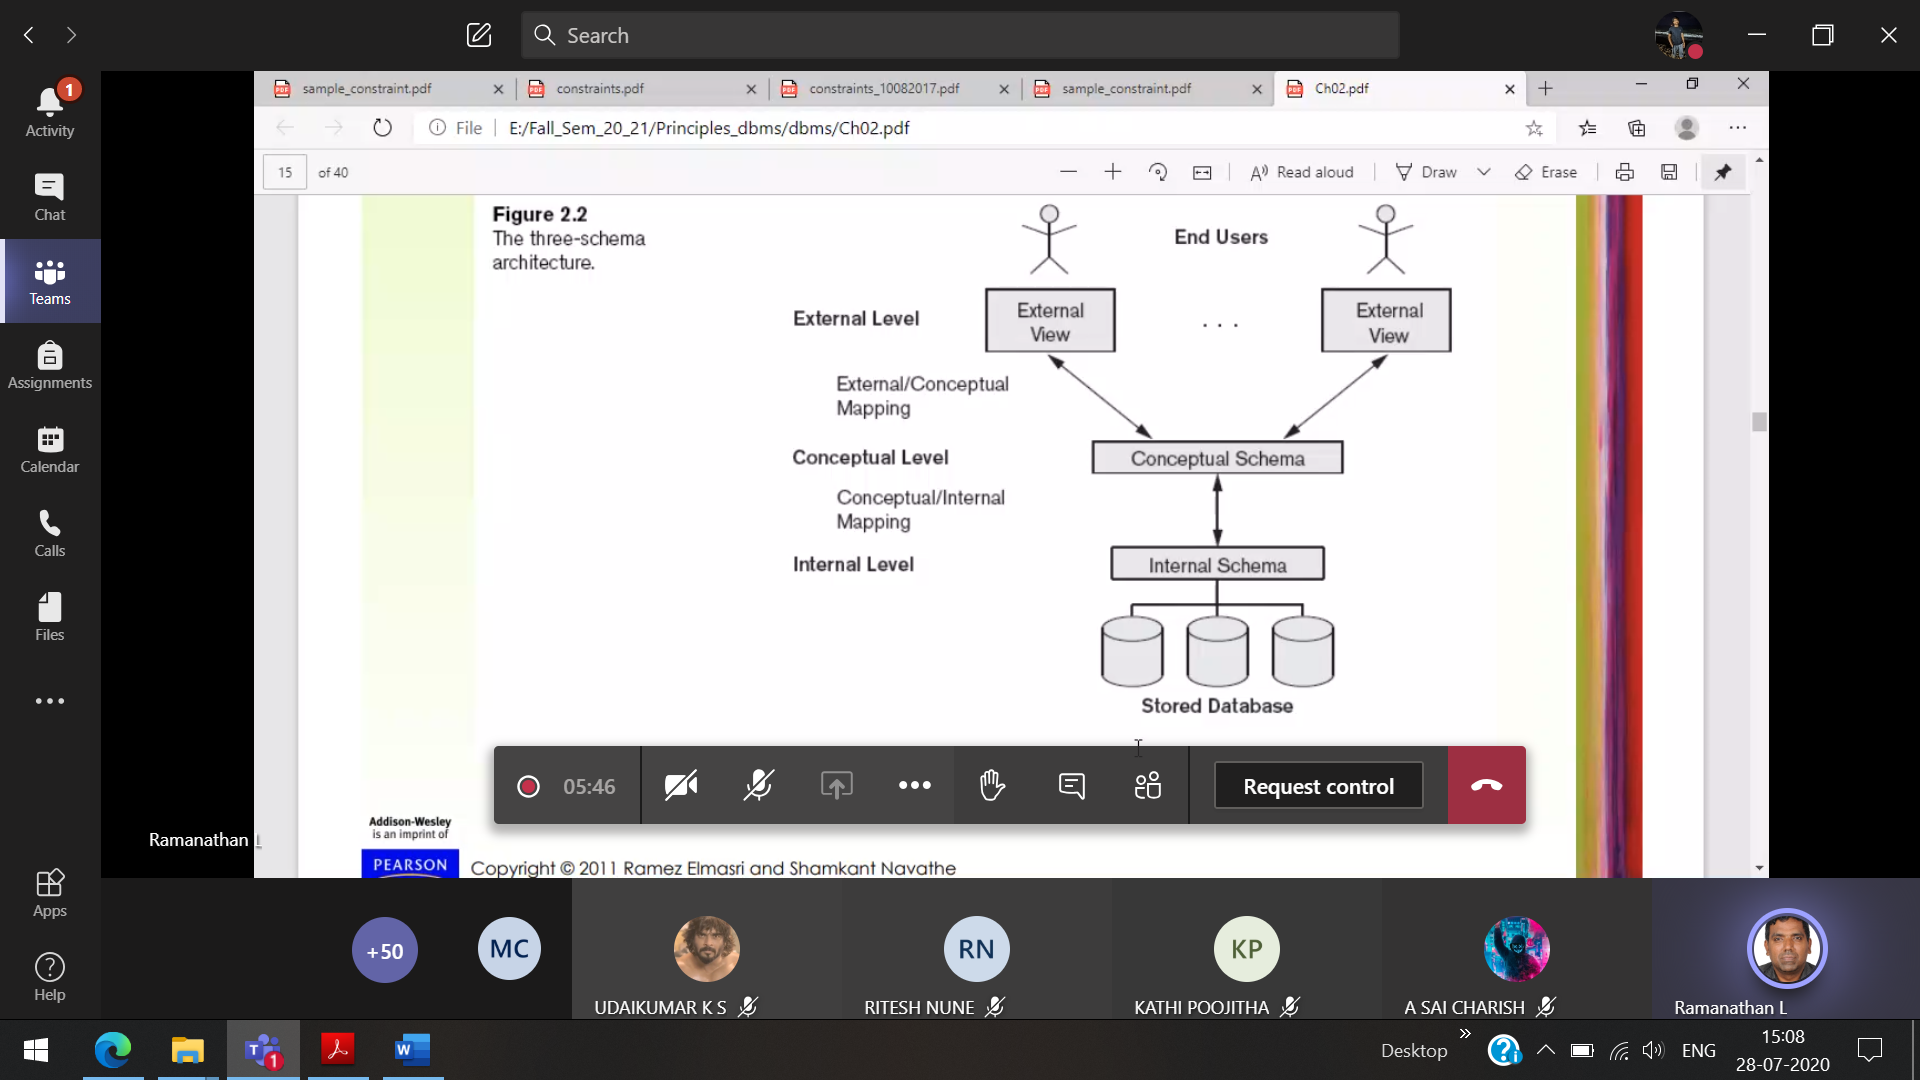 Search
1
Activity
Chat
Teams
Assignments
Calendar
Calls
Files
Apps
Help
sample_constraint.pdf
constraints.pdf
constraints_10082017.pdf
sample_constraint.pdf
Ch02.pdf
File
E:/Fall_Sem_20_21/Principles_dbms/dbms/Ch02.pdf
15
of 40
Read aloud
Draw
Erase
Figure 2.2
The three-schema
architecture.
End Users
External Level
External
View
. . .
External
View
External/Conceptual
Mapping
Conceptual Level
Conceptual Schema
Conceptual/Internal
Mapping
Internal Level
Internal Schema
Stored Database
05:46
Request control
Addison-Wesley
is an imprint of
PEARSON
Copyright © 2011 Ramez Elmasri and Shamkant Navathe
Ramanathan L
+50
MC
RN
KP
UDAIKUMAR K S
RITESH NUNE
KATHI POOJITHA
A SAI CHARISH
Ramanathan L
T
1
W
Desktop
ENG
15:08
28-07-2020